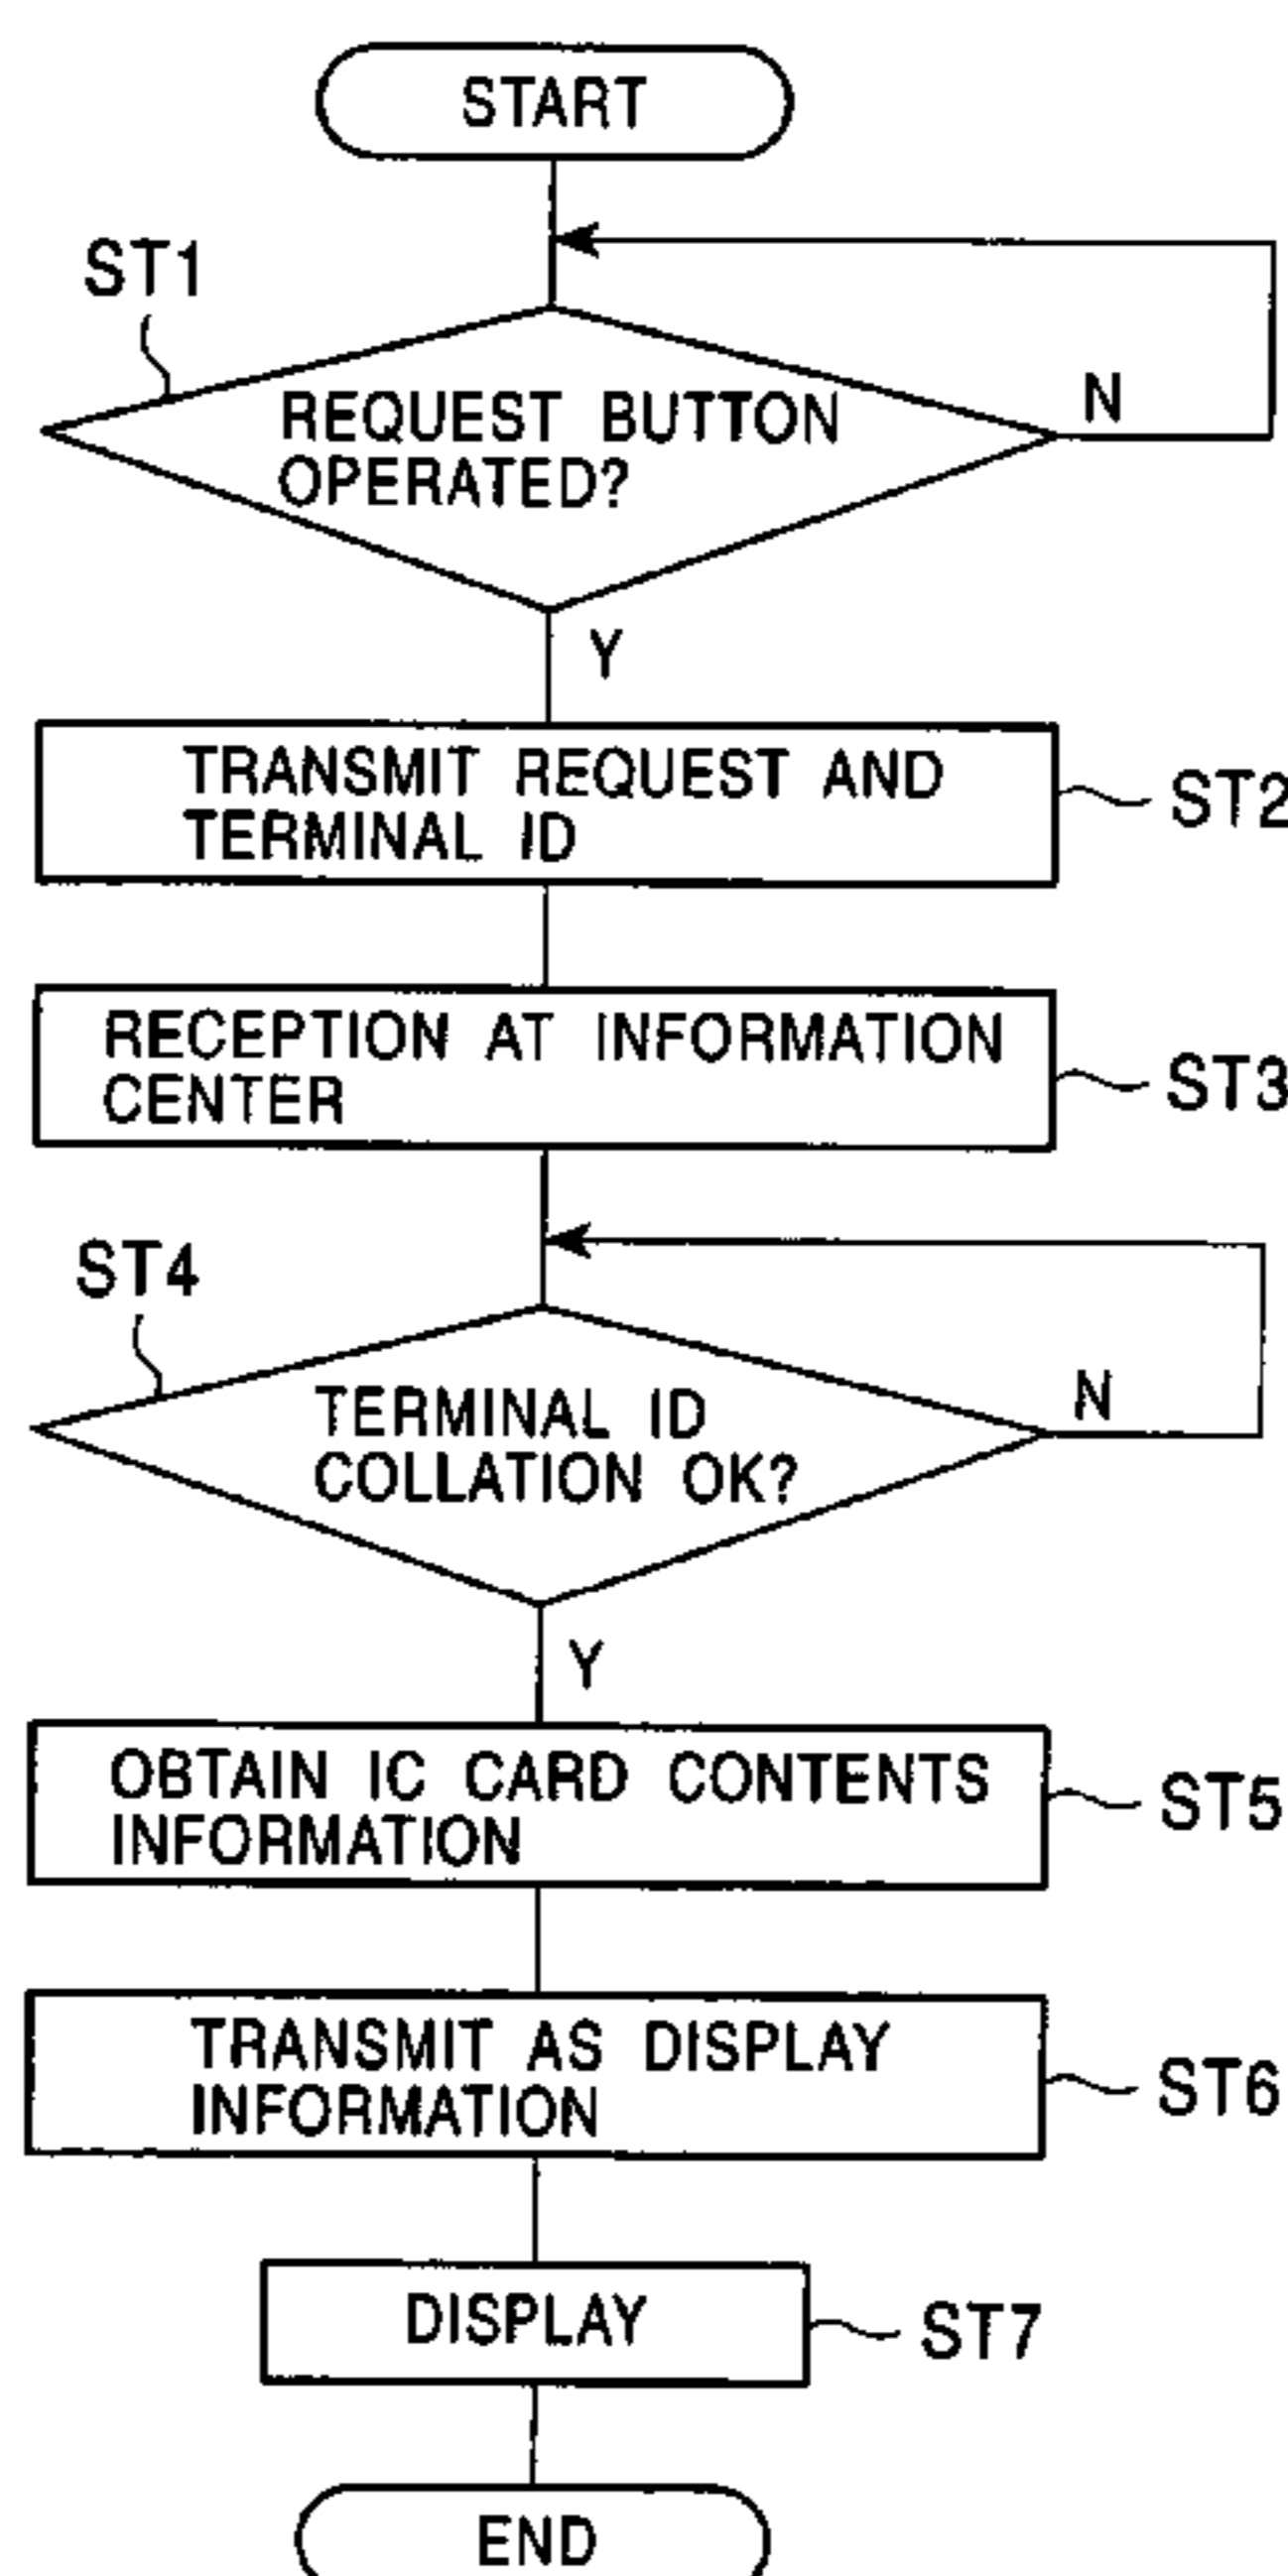 START
ST1
REQUEST BUTTON
OPERATED?
N
Y
TRANSMIT REQUEST AND
TERMINAL ID
ST2
RECEPTION AT INFORMATION
CENTER
ST3
ST4
TERMINAL ID
COLLATION OK?
N
Y
OBTAIN IC CARD CONTENTS
INFORMATION
ST5
TRANSMIT AS DISPLAY
INFORMATION
ST6
DISPLAY
ST7
END